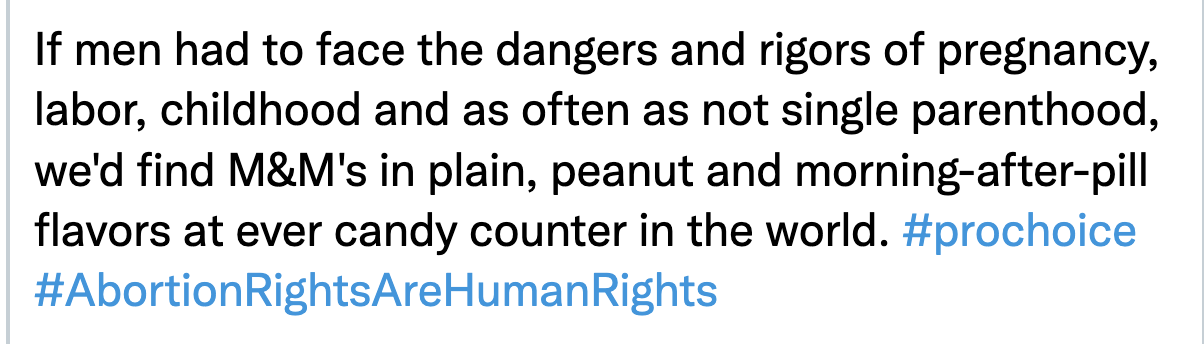 If men had to face the dangers and rigors of pregnancy,
labor, childhood and as often as not single parenthood,
we'd find M&M's in plain, peanut and morning-after-pill
flavors at ever candy counter in the world. #prochoice
#AbortionRightsAreHumanRights